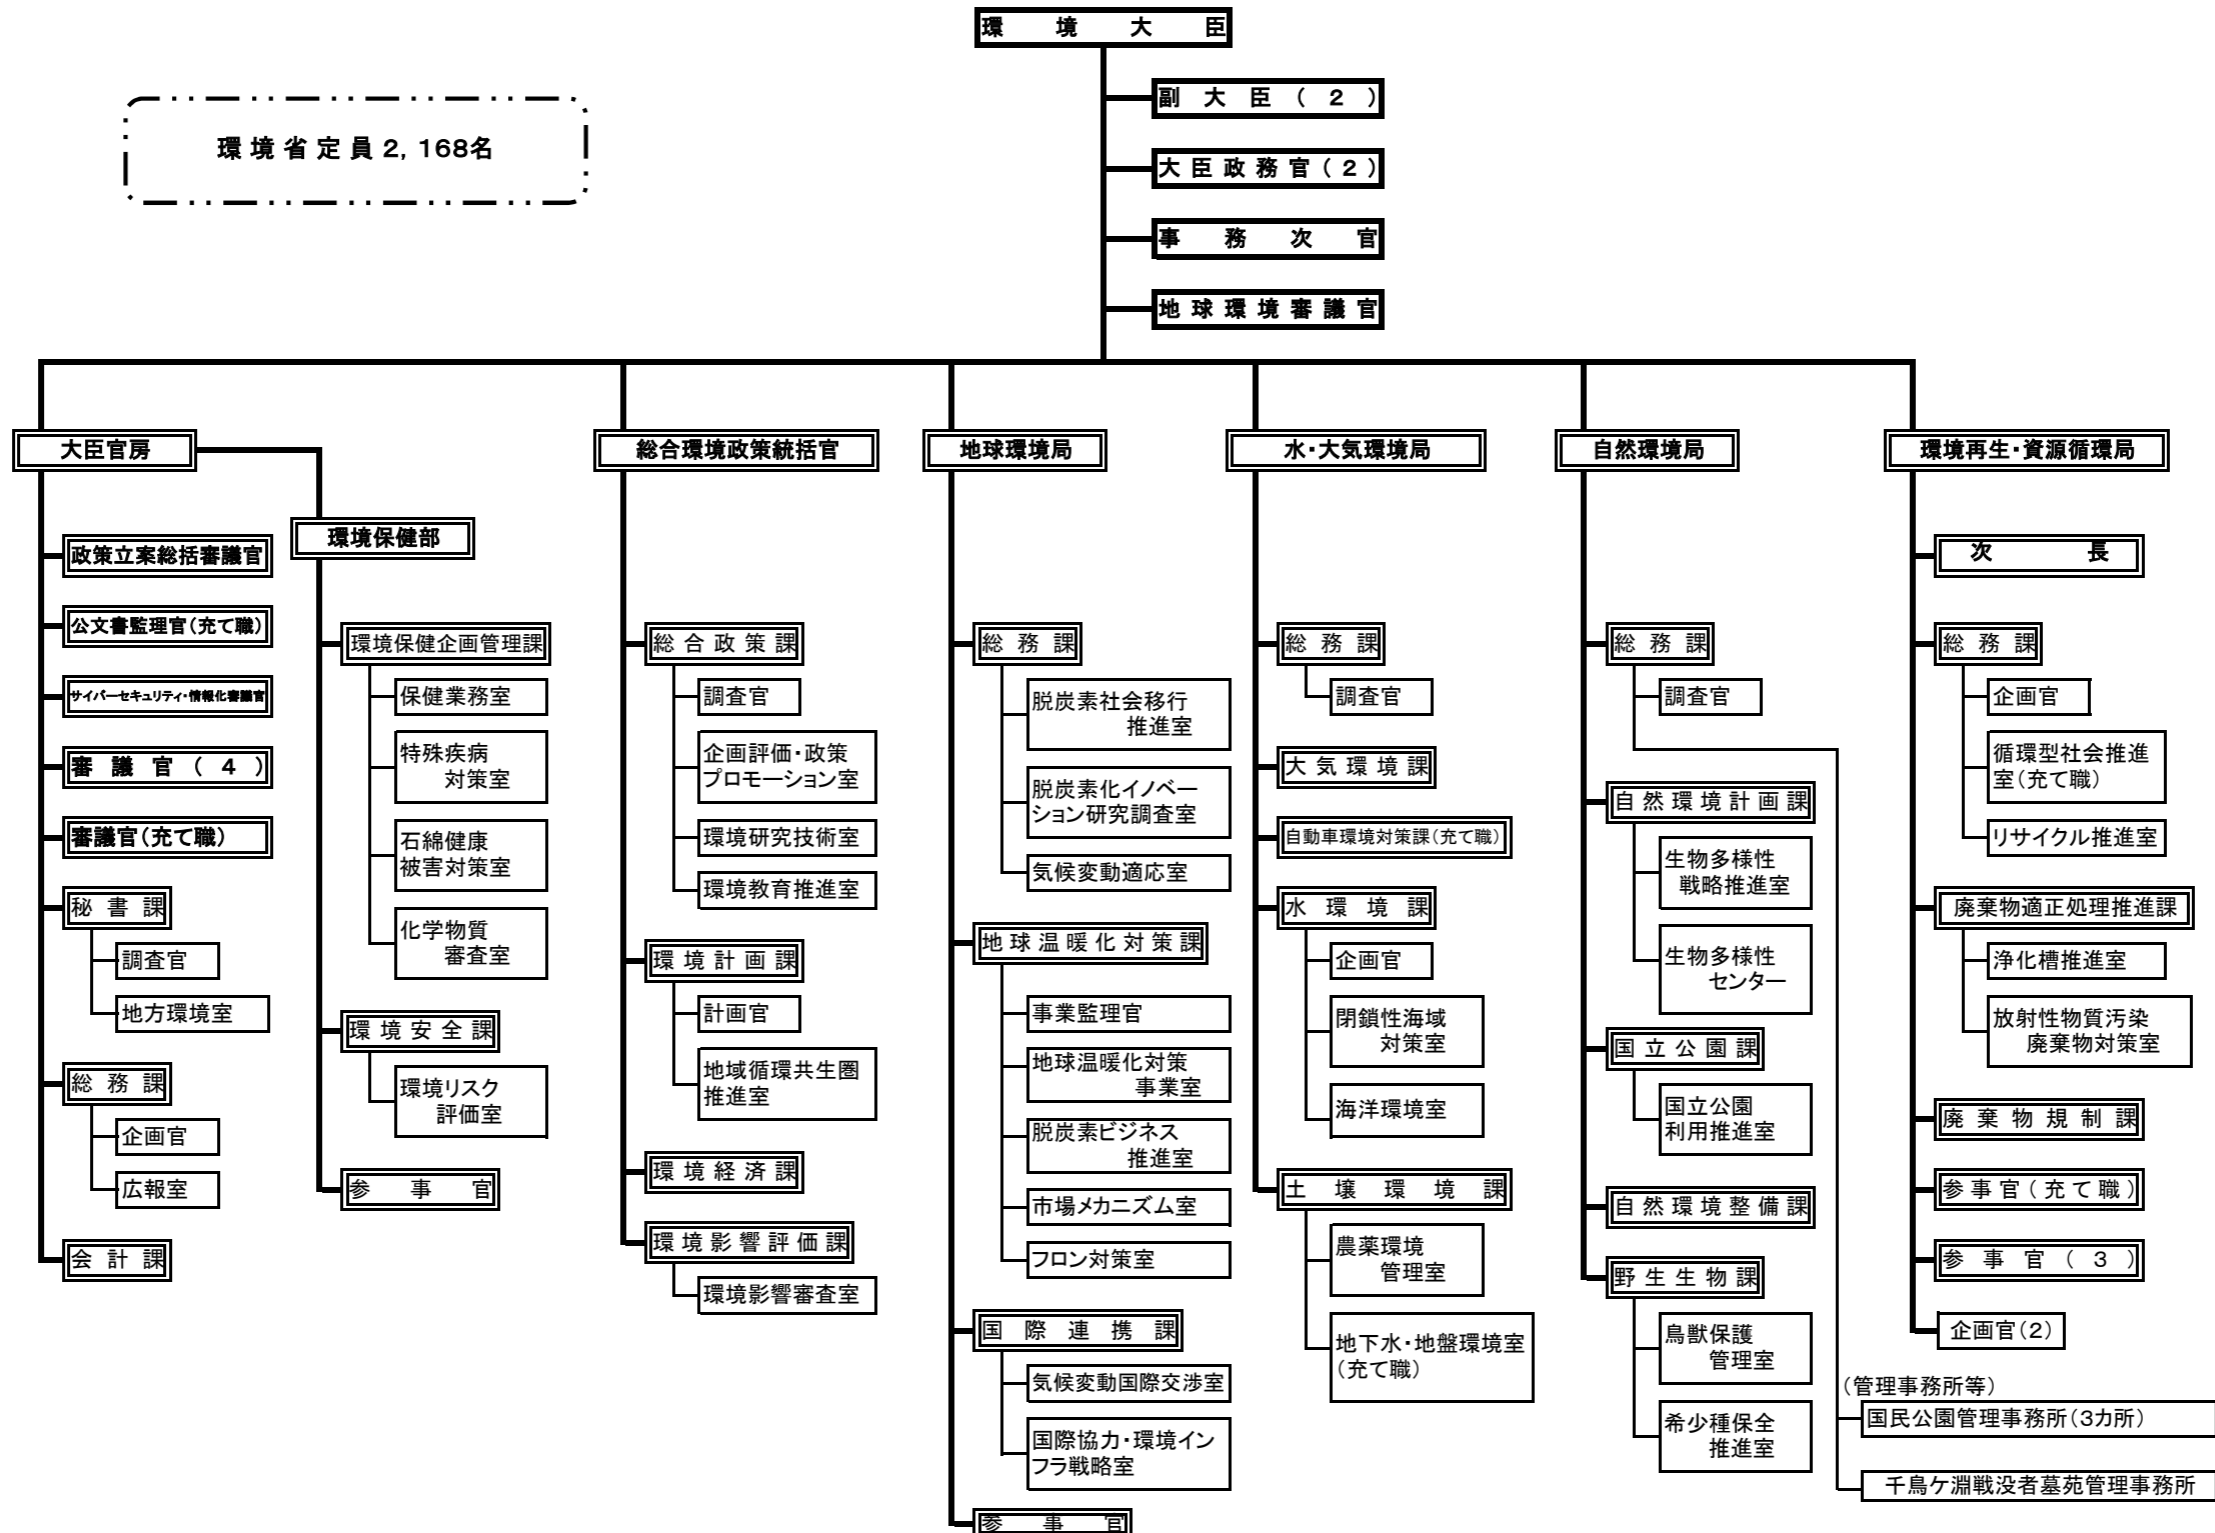 環境大臣
環境省定員2,168名
副大臣(2)
大臣政務官(2)
事務次官
地球環境審議官
大臣官房
政策立案総括審議官
公文書監理官(充て職)
サイバーセキュリティ・情報化審議官
審議官(4)
審議官(充て職)
秘書課
調査官
地方環境室
総務課
企画官
広報室
会計課
環境保健部
環境保健企画管理課
保健業務室
特殊疾病
対策室
石綿健康
被害対策室
化学物質
審査室
環境安全課
環境リスク
評価室
参事官
総合環境政策統括官
総合政策課
調査官
企画評価・政策
プロモーション室
環境研究技術室
環境教育推進室
環境計画課
計画官
地域循環共生圏
推進室
環境経済課
環境影響評価課
環境影響審査室
地球環境局
総務課
脱炭素社会移行
推進室
脱炭素化イノベー
ション研究調査室
気候変動適応室
地球温暖化対策課
事業監理官
地球温暖化対策
事業室
脱炭素ビジネス
推進室
市場メカニズム室
フロン対策室
国際連携課
気候変動国際交渉室
国際協力・環境イン
フラ戦略室
参事官
水・大気環境局
総務課
調査官
大気環境課
自動車環境対策課(充て職)
水環境課
企画官
閉鎖性海域
対策室
海洋環境室
土壌環境課
農薬環境
管理室
地下水・地盤環境室
(充て職)
自然環境局
総務課
調査官
自然環境計画課
生物多様性
戦略推進室
生物多様性
センター
国立公園課
国立公園
利用推進室
自然環境整備課
野生生物課
鳥獣保護
管理室
希少種保全
推進室
(管理事務所等)
国民公園管理事務所(3カ所)
千鳥ケ淵戦没者墓苑管理事務所
環境再生・資源循環局
次長
総務課
企画官
循環型社会推進
室(充て職)
リサイクル推進室
廃棄物適正処理推進課
浄化槽推進室
放射性物質汚染
廃棄物対策室
廃棄物規制課
参事官(充て職)
参事官(3)
企画官(2)